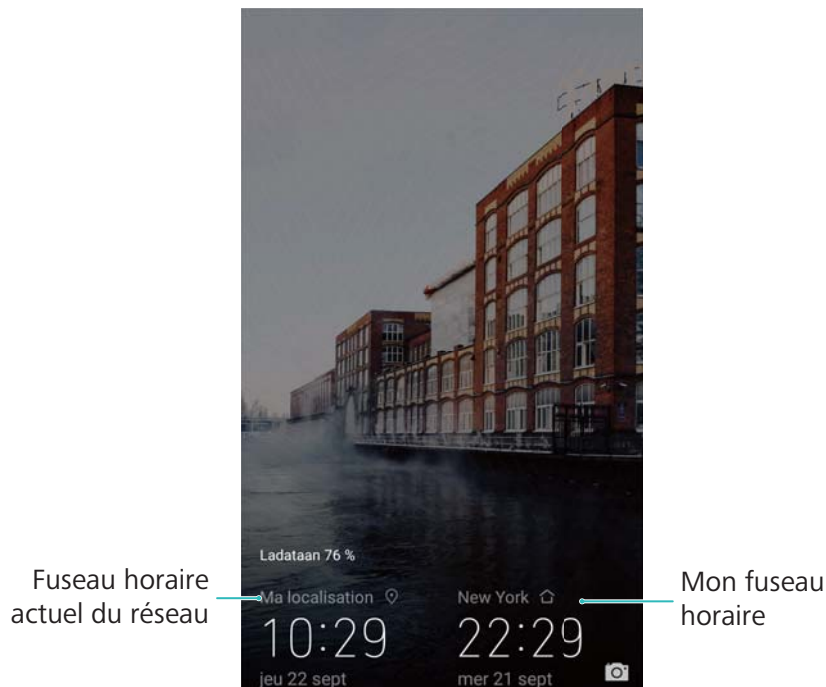 Ladataan 76 %
Fuseau horaire
actuel du réseau
Ma localisation
New York
Mon fuseau
horaire
10:29
22:29
jeu 22 sept
mer 21 sept